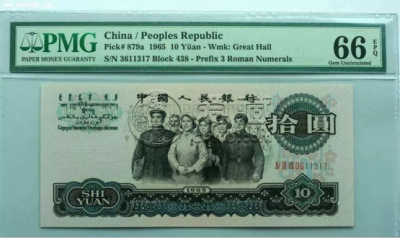 PMG
PAPER MONEY GUARANTY
China / Peoples Republic
Pick# 879a 1965 10 Yüan - Wmk: Great Hall
S/N 3611317 Block 438 - Prefix 3 Roman Numerals
66 EPQ
Gem Uncirculated
中国人民银行
拾圓
3611317
1965
SHI
YUAN
10